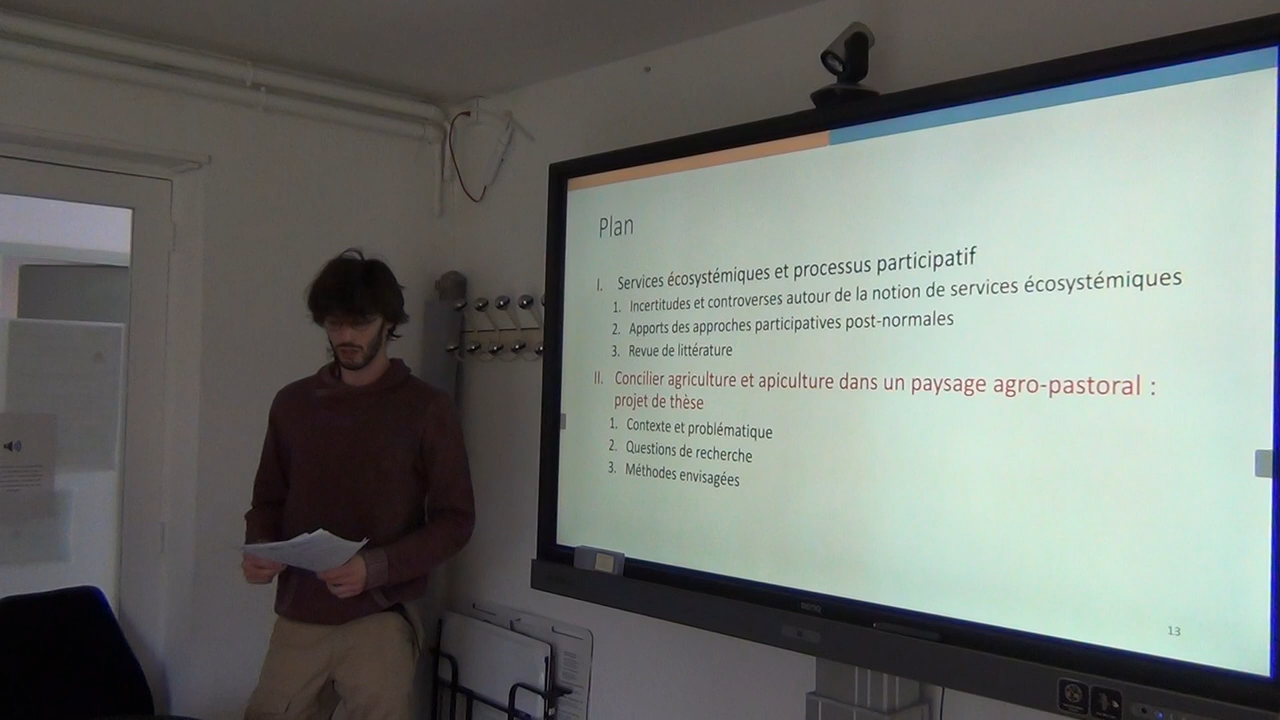 Plan
I. Services écosystémiques et processus participatif
1. Incertitudes et controverses autour de la notion de services écosystémiques
2. Apports des approches participatives post-normales
3. Revue de littérature
II. Concilier agriculture et apiculture dans un paysage agro-pastoral :
projet de thèse
1. Contexte et problématique
2. Questions de recherche
3. Méthodes envisagées
13
BenQ